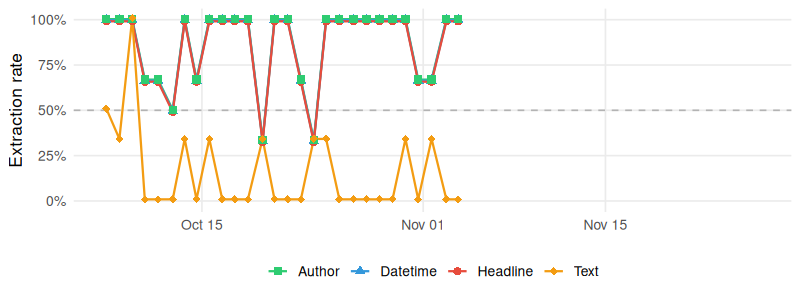 Extraction rate
100%
75%
50%
25%
0%
Oct 15
Nov 01
Nov 15
Author
Datetime
Headline
Text